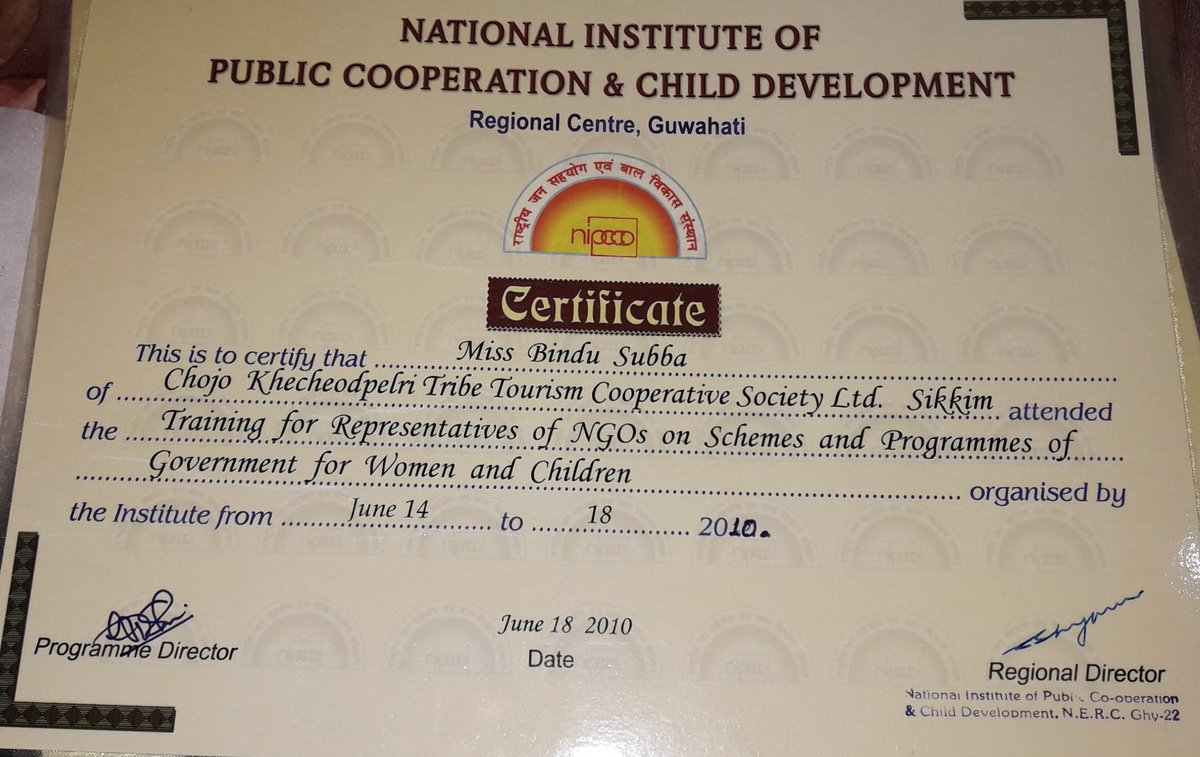 NATIONAL INSTITUTE OF
PUBLIC COOPERATION & CHILD DEVELOPMENT
Regional Centre, Guwahati
राष्ट्रीय जन सहयोग एवं बाल विकास संस्थान
nipccd
Certificate
This is to certify that Miss Bindu Subba
of Chojo Khecheodpelri Tribe Tourism Cooperative Society Ltd. Sikkim attended
the Training for Representatives of NGOs on Schemes and Programmes of
Government for Women and Children organised by
the Institute from June 14 to 18 2010.
June 18 2010
Programme Director
Date
Regional Director
National Institute of Public Co-operation
& Child Development, N.E.R.C. Ghy-22